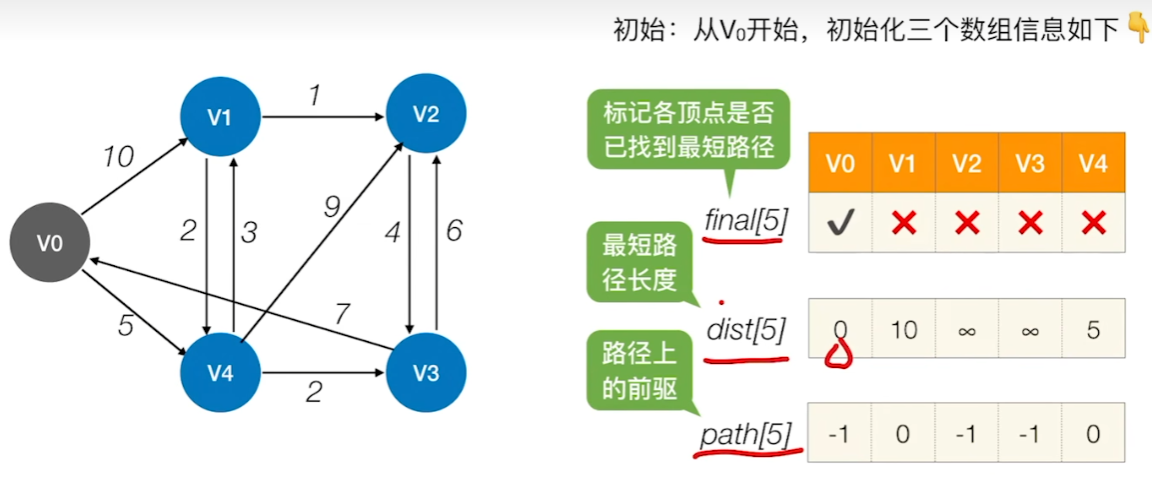 初始：从V₀开始，初始化三个数组信息如下👇
V1
1
V2
10
2
3
9
4
6
V0
5
7
V4
2
V3
标记各顶点是否
已找到最短路径
V0 V1 V2 V3 V4
final[5] ✓ ✕ ✕ ✕ ✕
最短路
径长度
dist[5] 0 10 ∞ ∞ 5
路径上
的前驱
path[5] -1 0 -1 -1 0